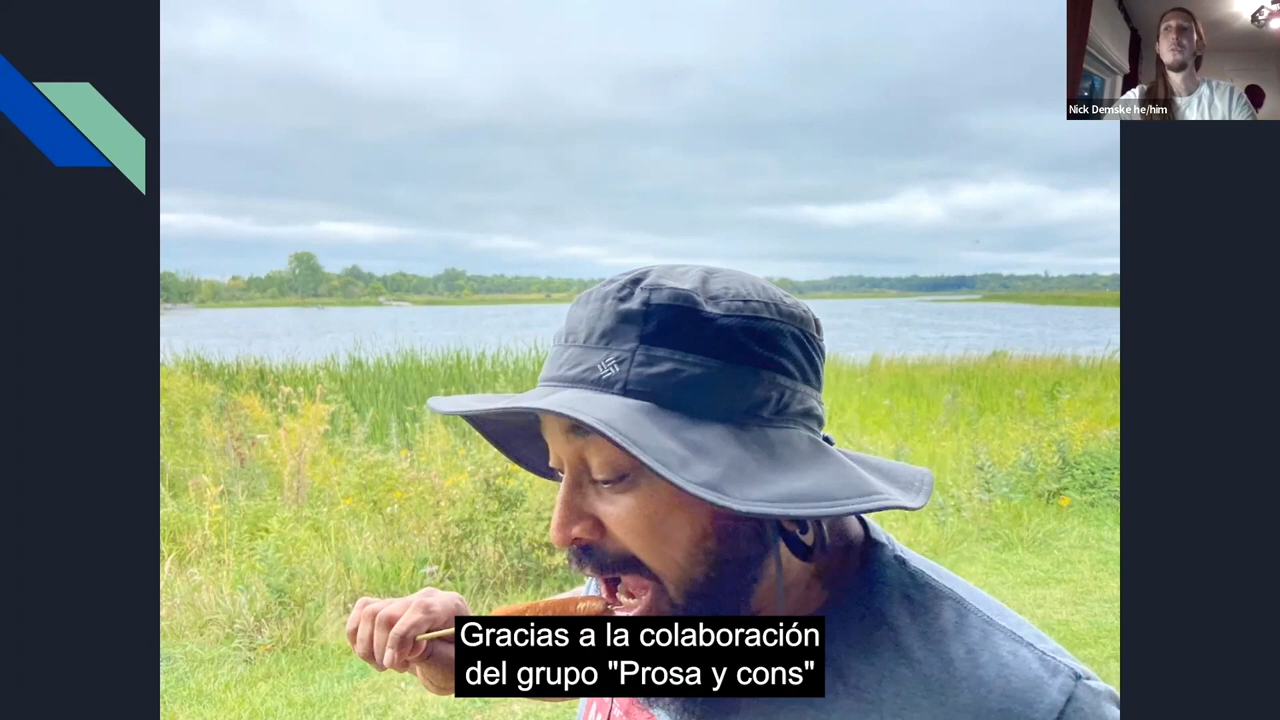 Nick Demske he/him
Gracias a la colaboración
del grupo "Prosa y cons"